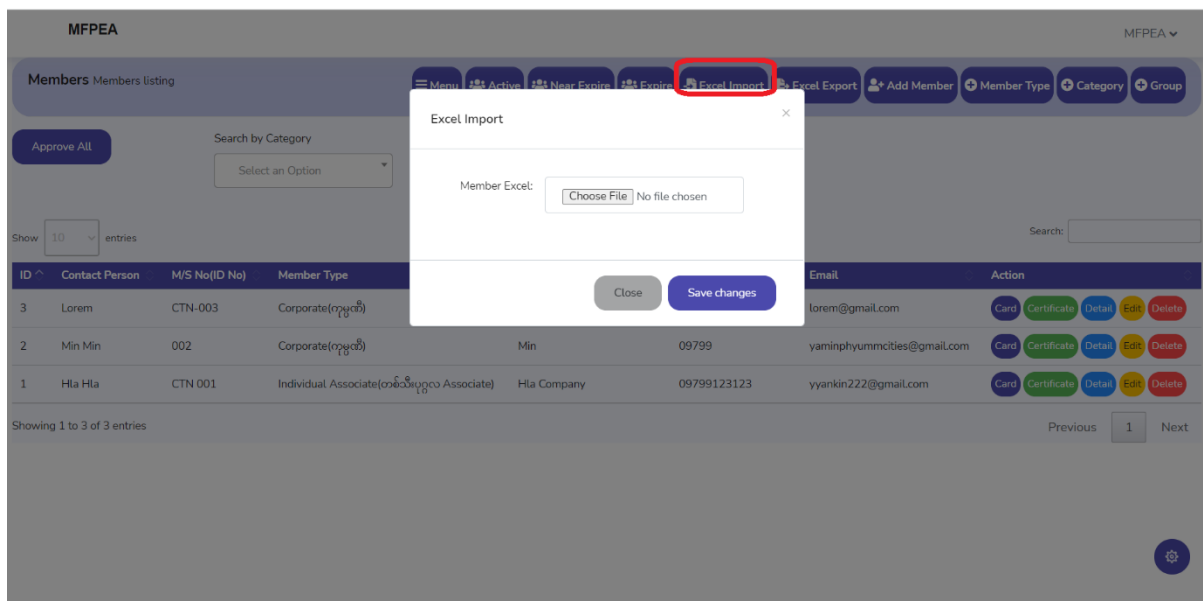 MFPEA
MFPEA
Members Members listing
Menu Active Near Expire Expire Excel Import Excel Export Add Member Member Type Category Group
Excel Import ×
Approve All
Search by Category
Select an Option
Member Excel: Choose File No file chosen
Show 10 entries
Search:
Close Save changes
ID Contact Person M/S No(ID No) Member Type Email Action
3 Lorem CTN-003 Corporate(ကုမ္ပဏီ) lorem@gmail.com Card Certificate Detail Edit Delete
2 Min Min 002 Corporate(ကုမ္ပဏီ) Min 09799 yaminphyummcities@gmail.com Card Certificate Detail Edit Delete
1 Hla Hla CTN 001 Individual Associate(တစ်သီးပုဂ္ဂလ Associate) Hla Company 09799123123 yyankin222@gmail.com Card Certificate Detail Edit Delete
Showing 1 to 3 of 3 entries
Previous 1 Next